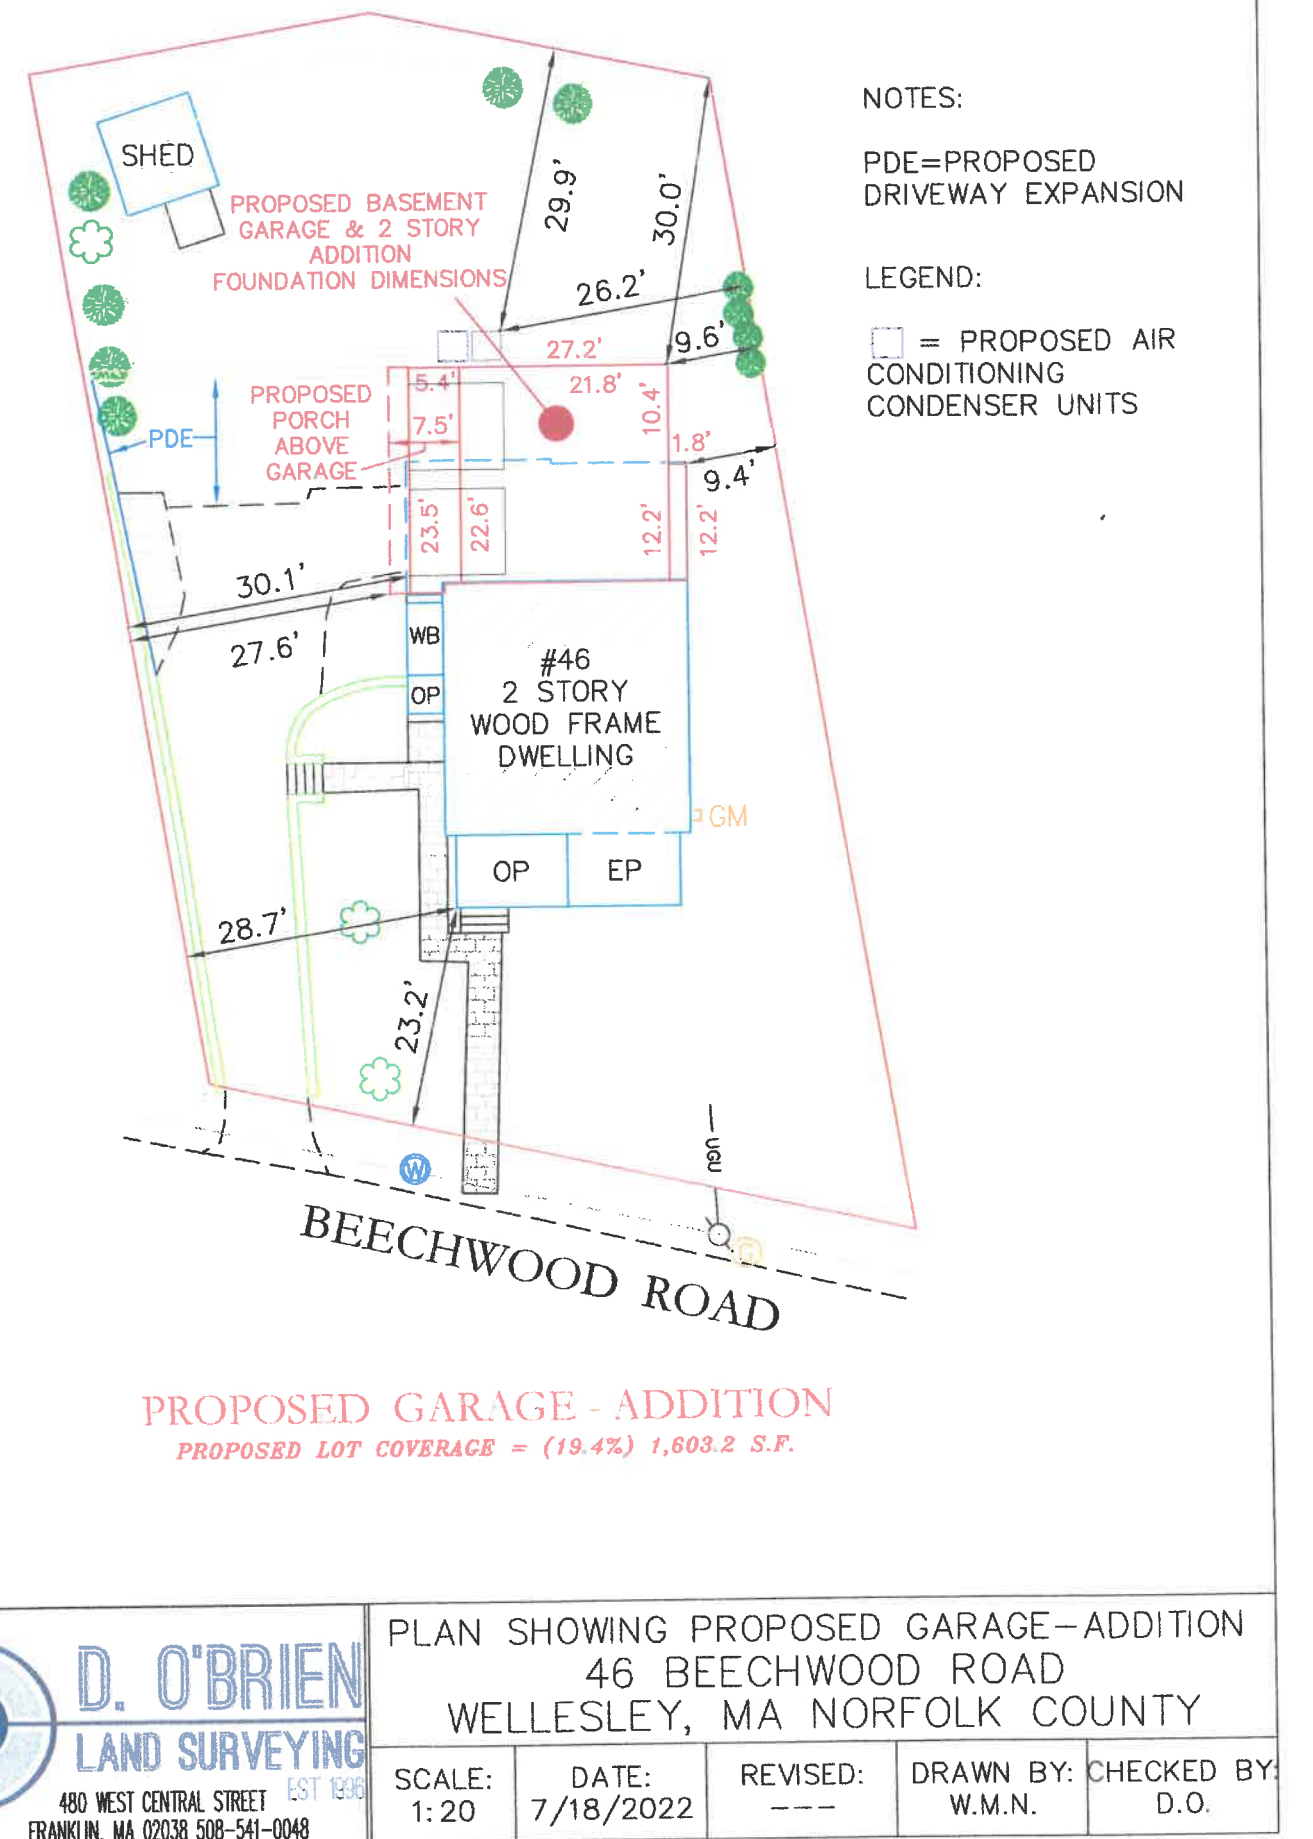 NOTES:
PDE=PROPOSED
DRIVEWAY EXPANSION
LEGEND:
= PROPOSED AIR
CONDITIONING
CONDENSER UNITS
SHED
PROPOSED BASEMENT
GARAGE & 2 STORY
ADDITION
FOUNDATION DIMENSIONS
29.9'
30.0'
26.2'
9.6'
27.2'
5.4'
21.8'
10.4'
PROPOSED
PORCH
ABOVE
GARAGE
7.5'
1.8'
9.4'
PDE
23.5'
22.6'
12.2'
12.2'
30.1'
27.6'
WB
OP
#46
2 STORY
WOOD FRAME
DWELLING
GM
OP
EP
28.7'
23.2'
UGU
W
G
BEECHWOOD ROAD
PROPOSED GARAGE-ADDITION
PROPOSED LOT COVERAGE = (19.4%) 1,603.2 S.F.
D. O'BRIEN
LAND SURVEYING
EST 1996
480 WEST CENTRAL STREET
FRANKLIN, MA 02038 508-541-0048
PLAN SHOWING PROPOSED GARAGE-ADDITION
46 BEECHWOOD ROAD
WELLESLEY, MA NORFOLK COUNTY
SCALE:
1:20
DATE:
7/18/2022
REVISED:
---
DRAWN BY:
W.M.N.
CHECKED BY:
D.O.